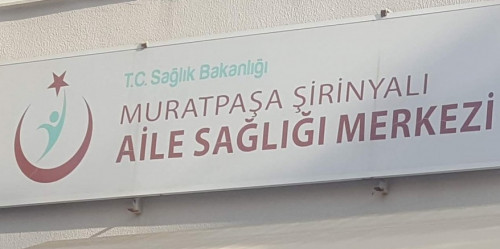 T.C. Sağlık Bakanlığı
MURATPAŞA ŞİRİNYALI
AİLE SAĞLIĞI MERKEZİ